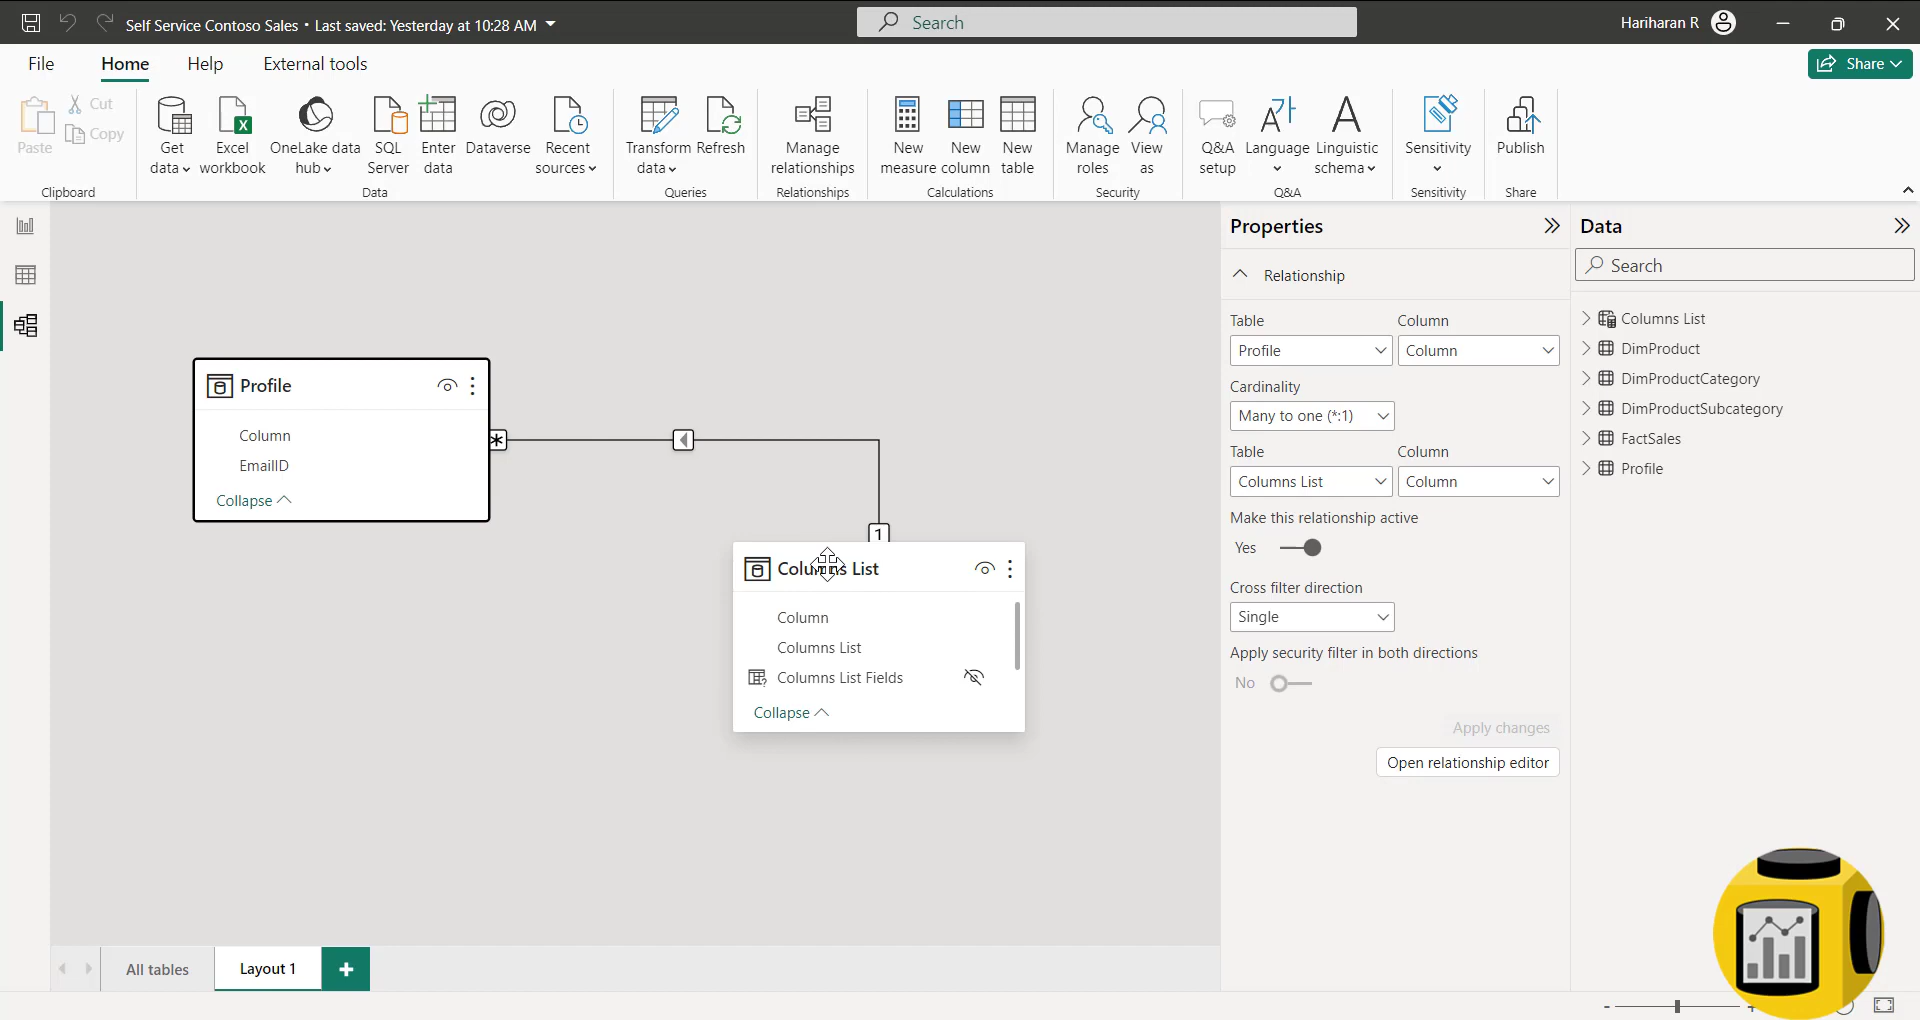 Self Service Contoso Sales • Last saved: Yesterday at 10:28 AM
Search
Hariharan R
File
Home
Help
External tools
Share
Paste
Cut
Copy
Clipboard
Get
data
Excel
workbook
OneLake data
hub
SQL
Server
Enter
data
Dataverse
Recent
sources
Data
Transform
data
Refresh
Queries
Manage
relationships
Relationships
New
measure
New
column
New
table
Calculations
Manage
roles
View
as
Security
Q&A
setup
Language
Linguistic
schema
Q&A
Sensitivity
Sensitivity
Publish
Share
Profile
Column
EmailID
Collapse
*
1
Columns List
Column
Columns List
Columns List Fields
Collapse
Properties
Relationship
Table
Column
Profile
Column
Cardinality
Many to one (*:1)
Table
Column
Columns List
Column
Make this relationship active
Yes
Cross filter direction
Single
Apply security filter in both directions
No
Apply changes
Open relationship editor
Data
Search
Columns List
DimProduct
DimProductCategory
DimProductSubcategory
FactSales
Profile
All tables
Layout 1
+
-